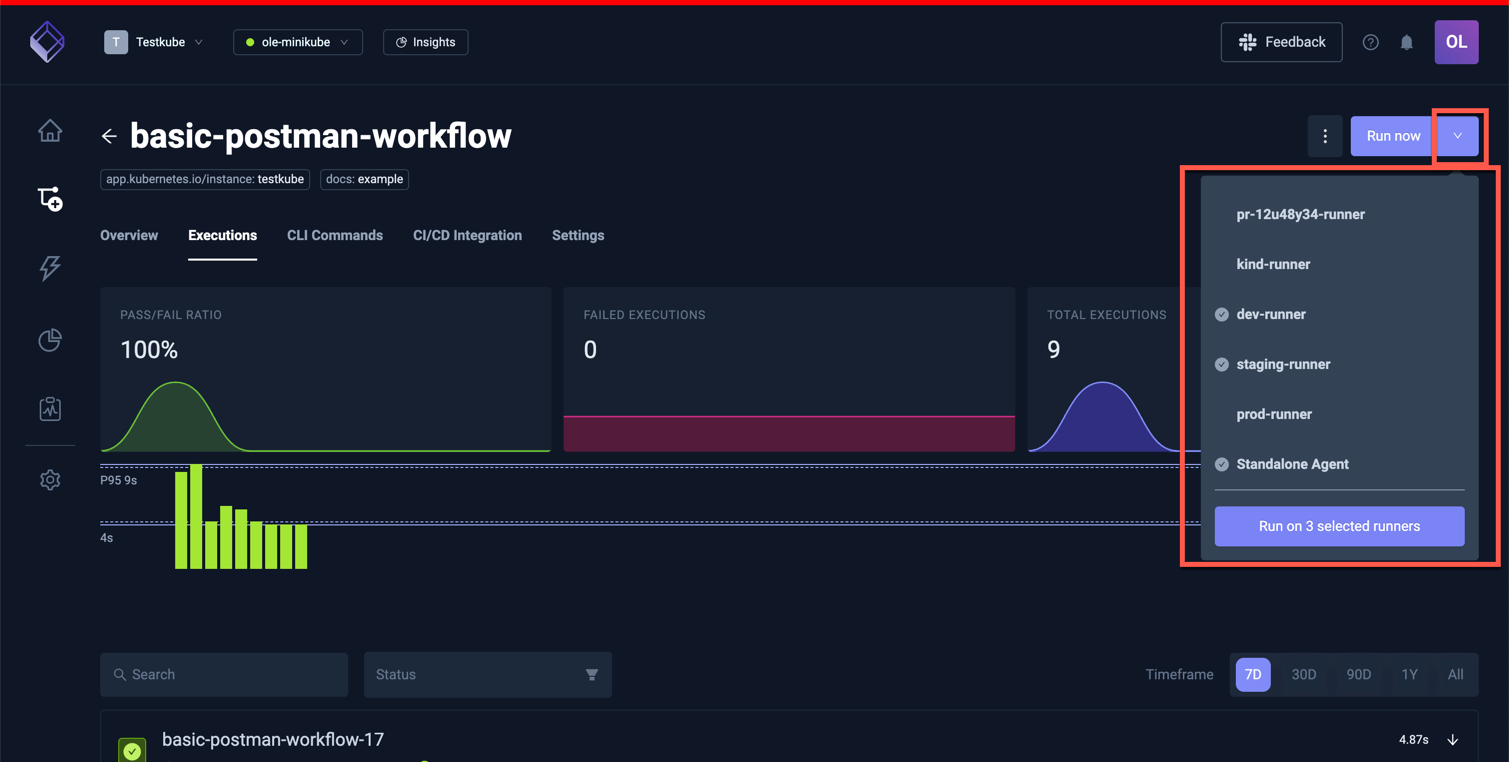 T Testkube
ole-minikube
Insights
Feedback
?
OL
basic-postman-workflow
Run now
app.kubernetes.io/instance: testkube
docs: example
Overview
Executions
CLI Commands
CI/CD Integration
Settings
PASS/FAIL RATIO
100%
FAILED EXECUTIONS
0
TOTAL EXECUTIONS
9
P95 9s
4s
pr-12u48y34-runner
kind-runner
dev-runner
staging-runner
prod-runner
Standalone Agent
Run on 3 selected runners
Search
Status
Timeframe
7D
30D
90D
1Y
All
basic-postman-workflow-17
4.87s